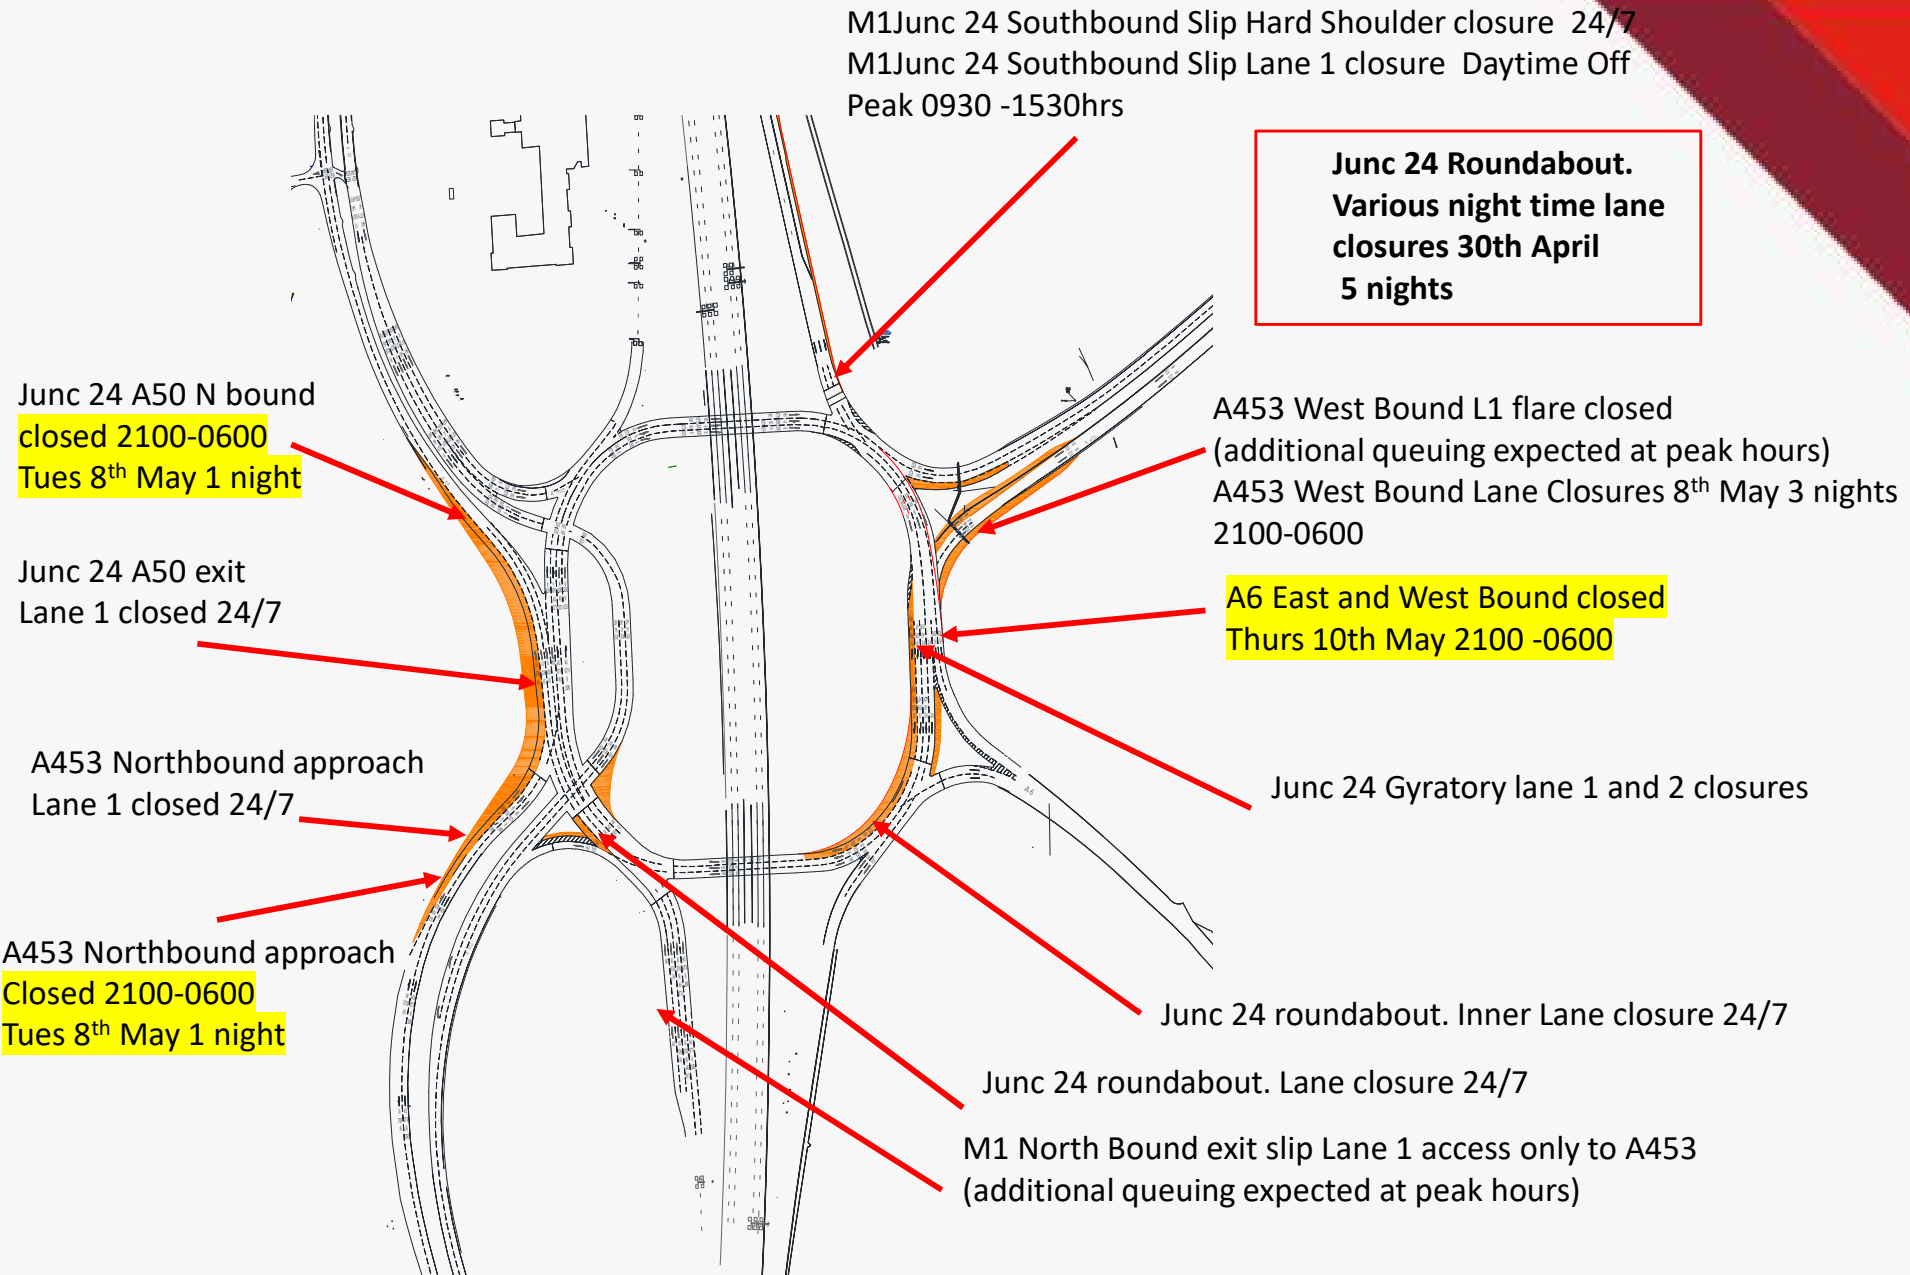 M1Junc 24 Southbound Slip Hard Shoulder closure 24/7
M1Junc 24 Southbound Slip Lane 1 closure Daytime Off
Peak 0930 -1530hrs
Junc 24 Roundabout.
Various night time lane
closures 30th April
5 nights
Junc 24 A50 N bound
closed 2100-0600
Tues 8th May 1 night
A453 West Bound L1 flare closed
(additional queuing expected at peak hours)
A453 West Bound Lane Closures 8th May 3 nights
2100-0600
Junc 24 A50 exit
Lane 1 closed 24/7
A6 East and West Bound closed
Thurs 10th May 2100 -0600
A453 Northbound approach
Lane 1 closed 24/7
Junc 24 Gyratory lane 1 and 2 closures
A6
A453 Northbound approach
Closed 2100-0600
Tues 8th May 1 night
Junc 24 roundabout. Inner Lane closure 24/7
Junc 24 roundabout. Lane closure 24/7
M1 North Bound exit slip Lane 1 access only to A453
(additional queuing expected at peak hours)